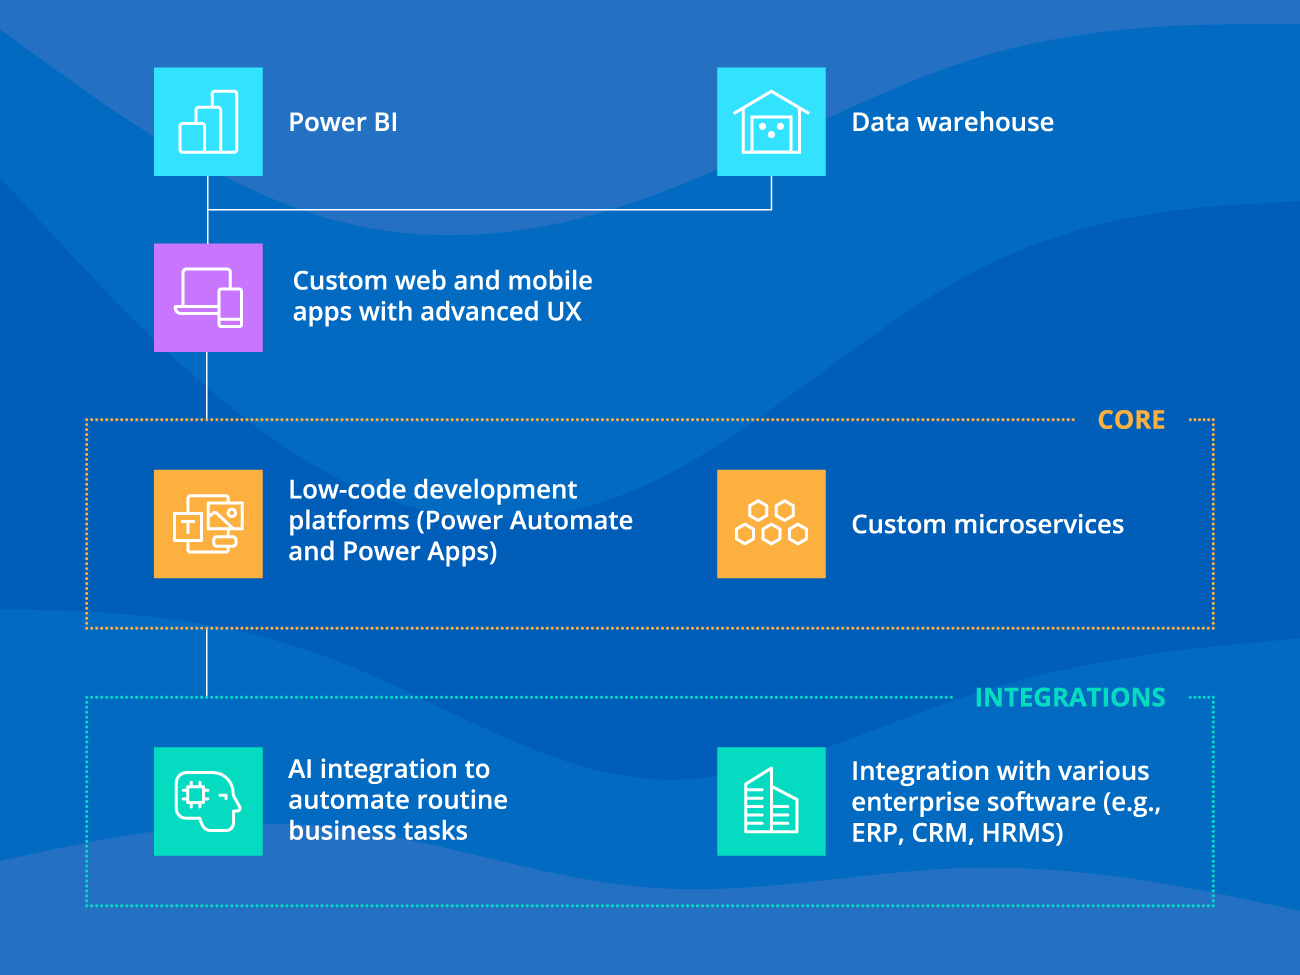 Power BI
Data warehouse
Custom web and mobile
apps with advanced UX
CORE
Low-code development
platforms (Power Automate
and Power Apps)
Custom microservices
INTEGRATIONS
AI integration to
automate routine
business tasks
Integration with various
enterprise software (e.g.,
ERP, CRM, HRMS)